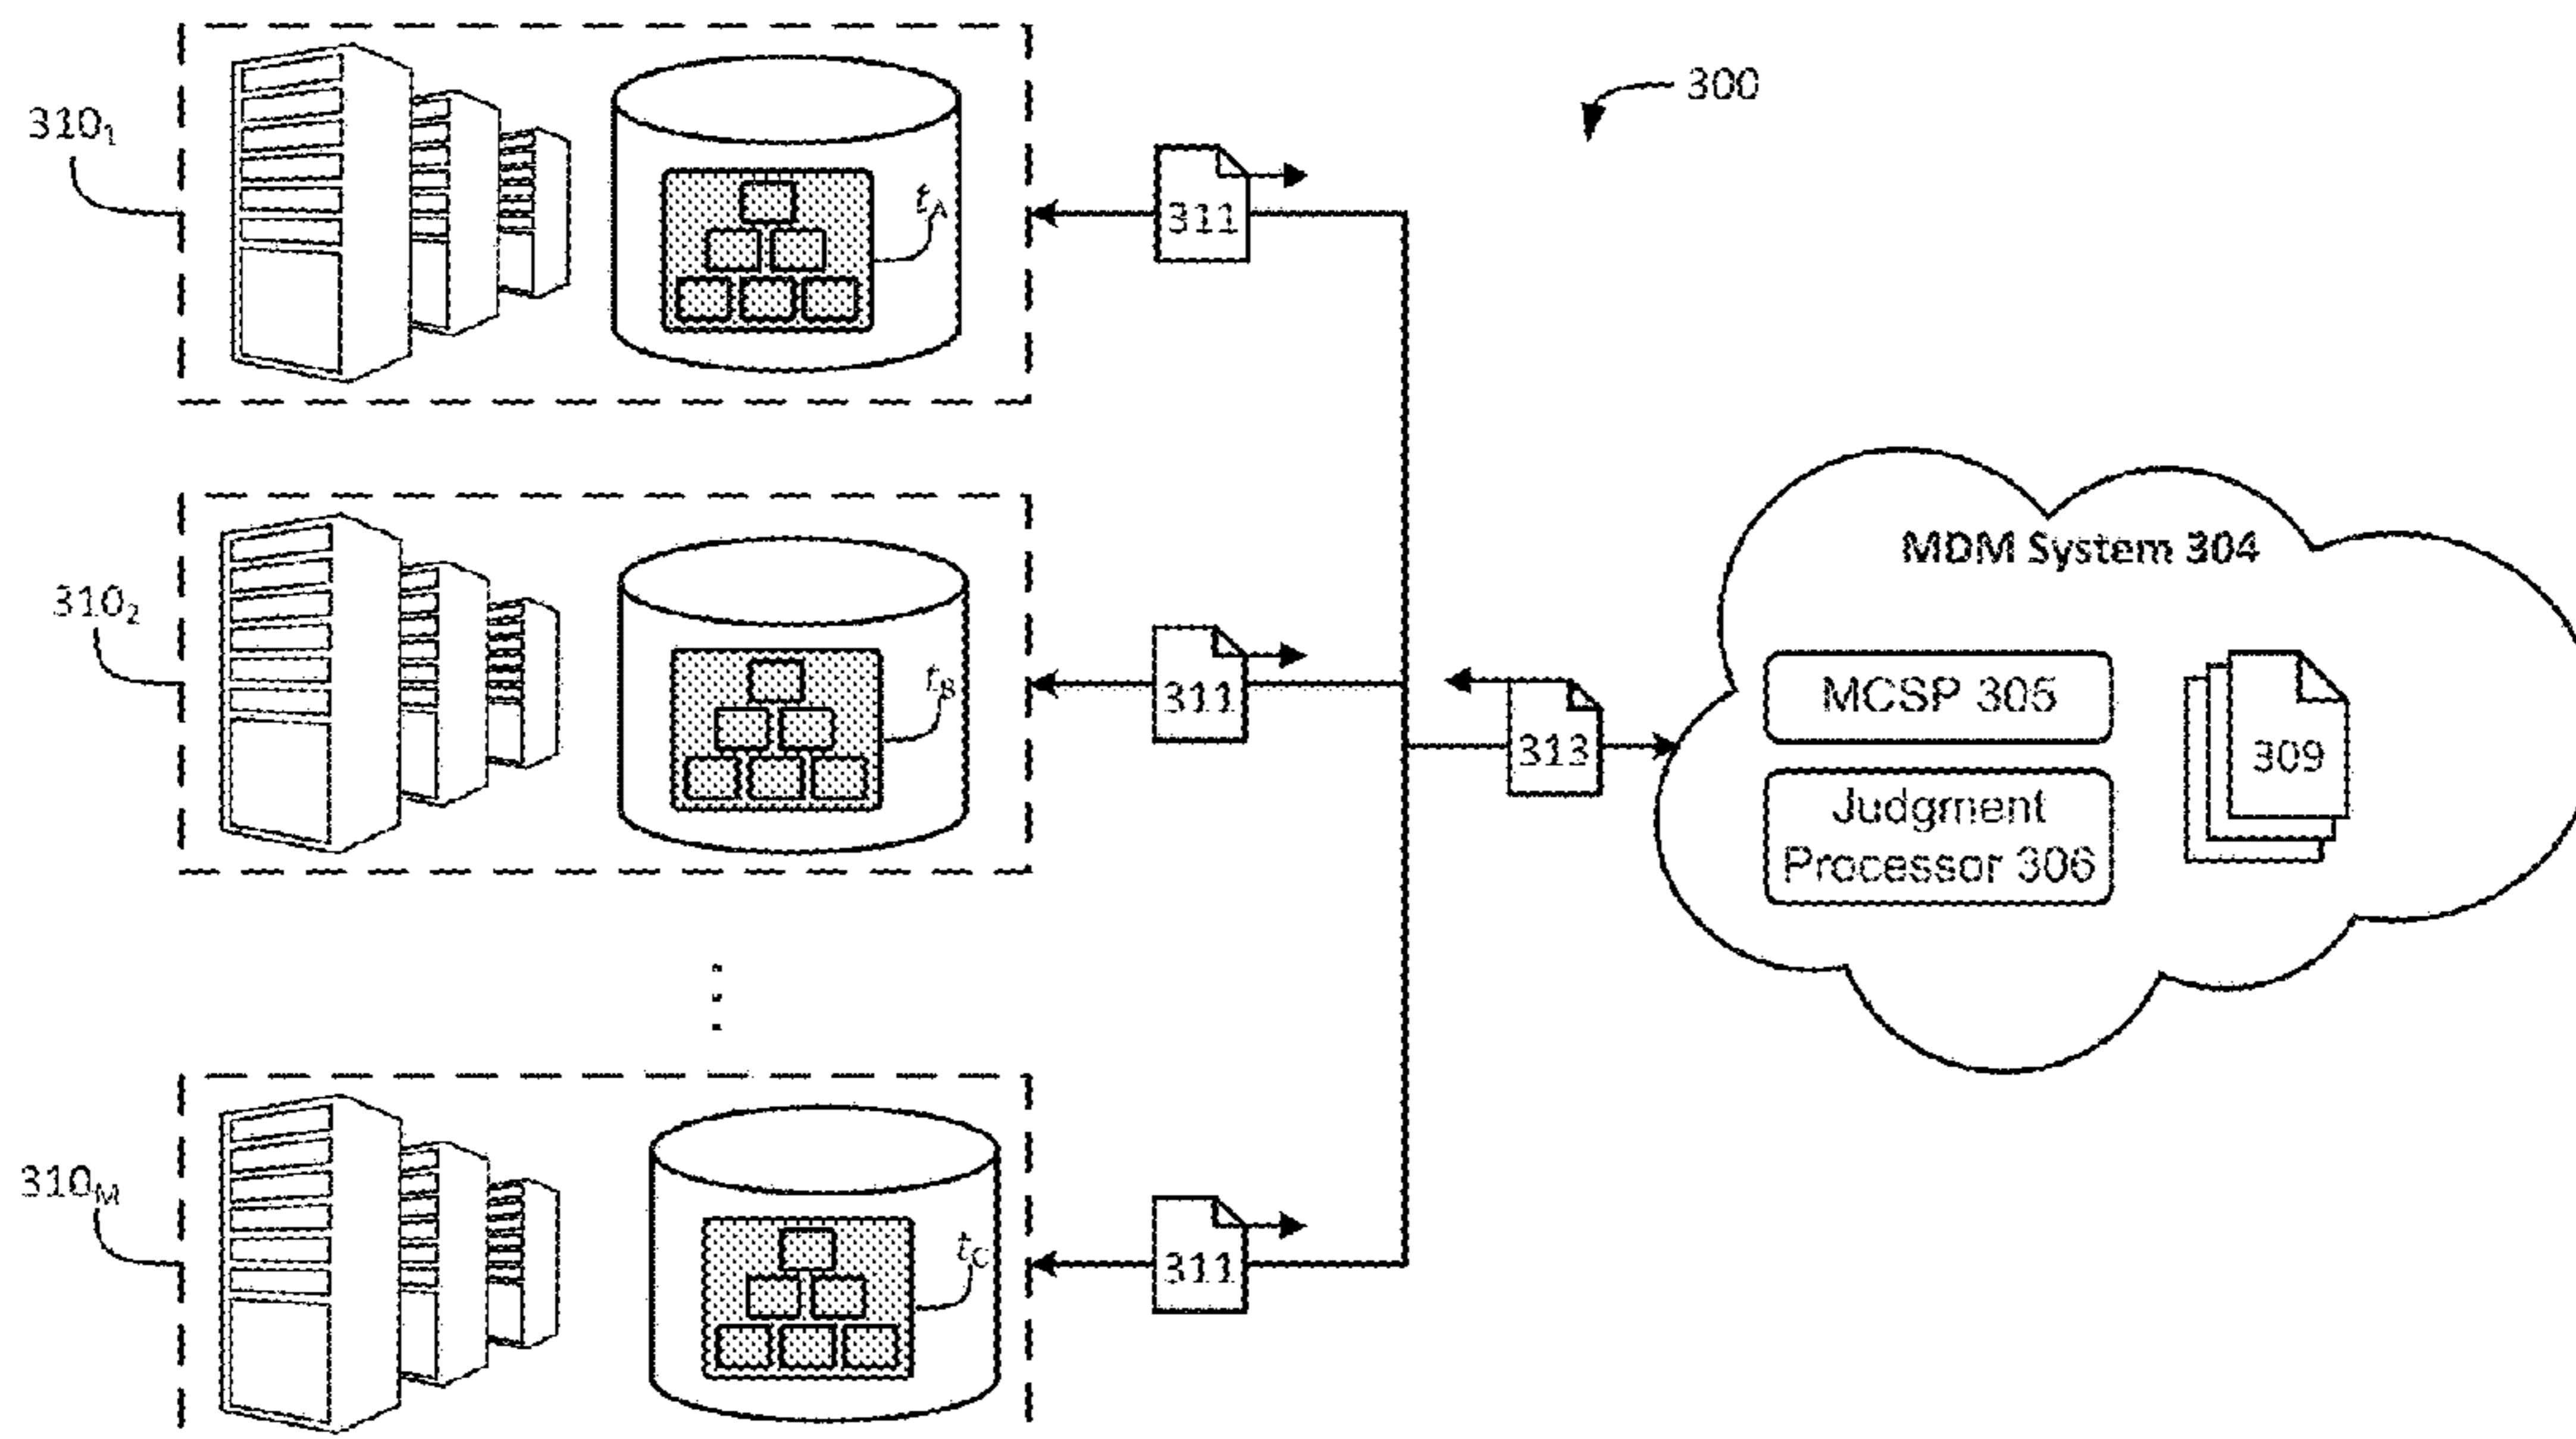 300
310₁
t_A
311
MDM System 304
310₂
t_B
311
313
MCSP 305
309
Judgment
Processor 306
310_M
t_C
311